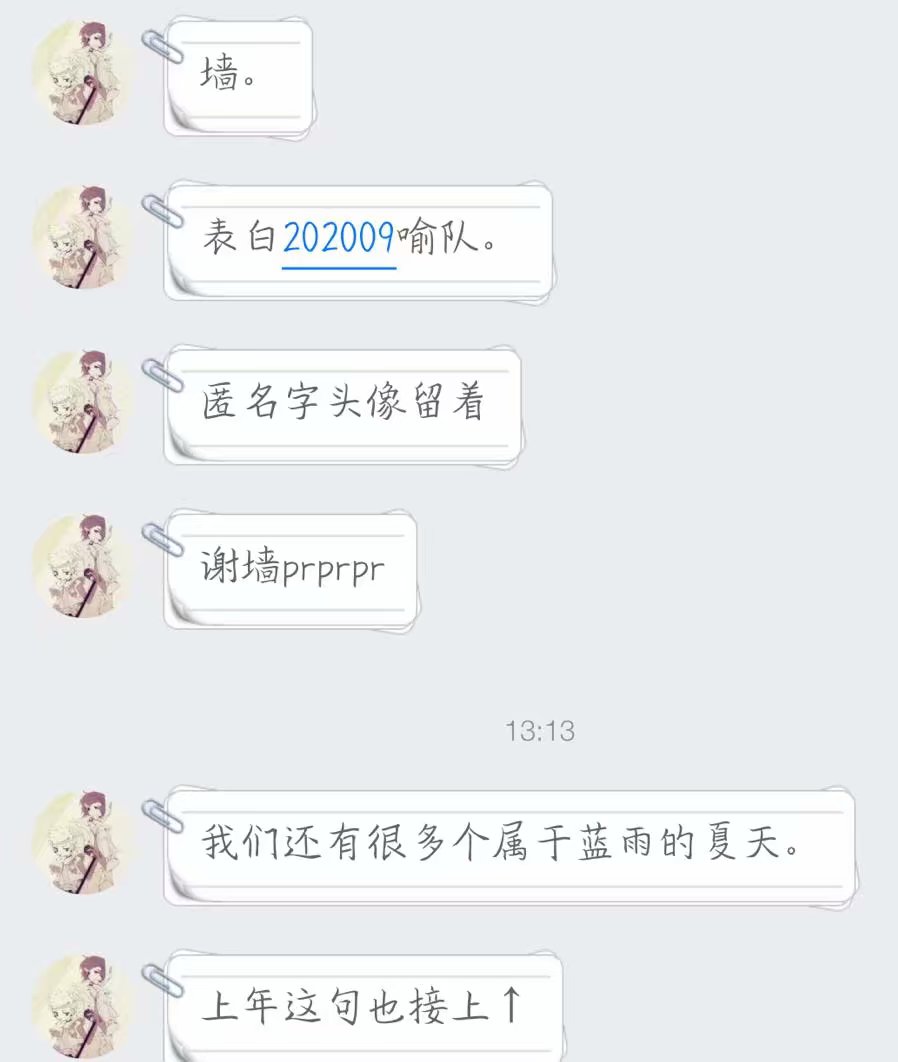 墙。
表白202009喻队。
匿名字头像留着
谢墙prprpr
13:13
我们还有很多个属于蓝雨的夏天。
上年这句也接上↑